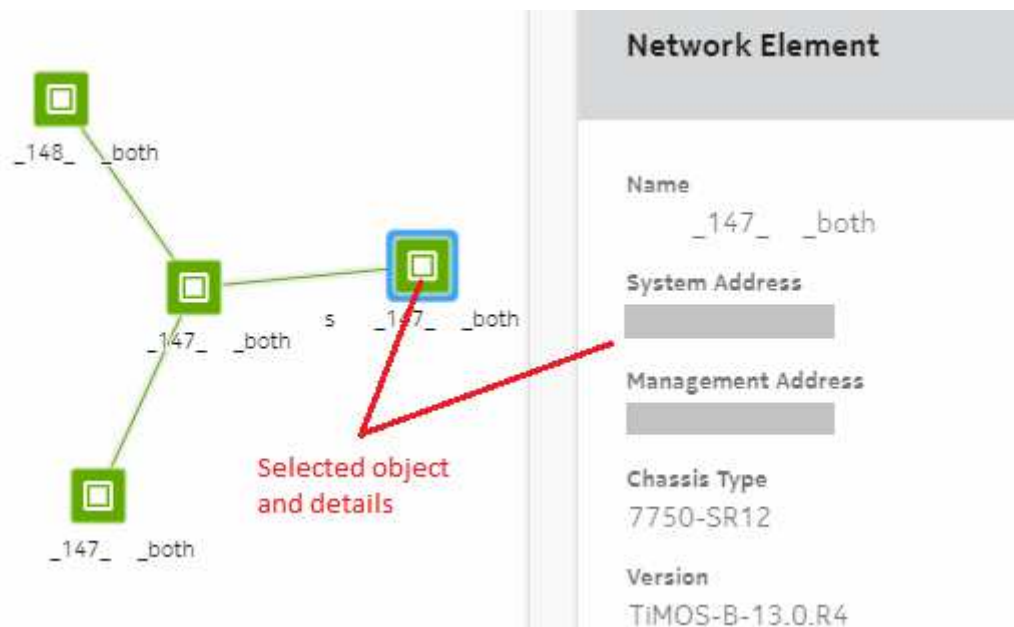 _148_ _both
_147_ _both
s _147_ _both
_147_ _both
Selected object
and details
Network Element
Name
_147_ _both
System Address
Management Address
Chassis Type
7750-SR12
Version
TiMOS-B-13.0.R4